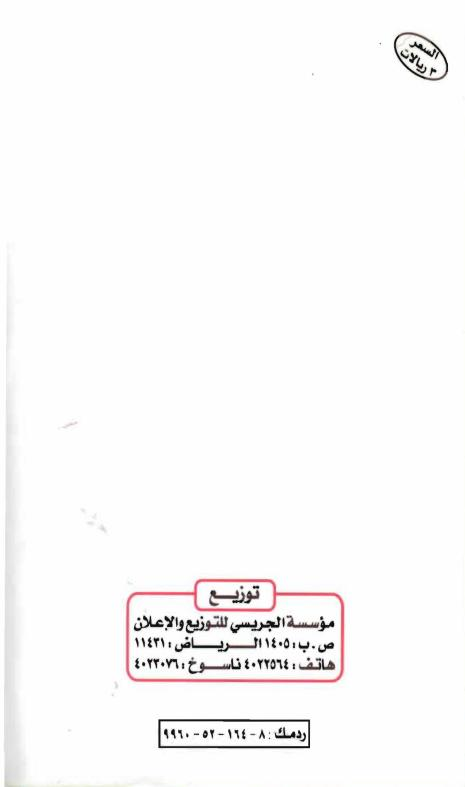 السعر
٣ ريالات
توزيع
مؤسسة الجريسي للتوزيع والإعلان
ص.ب: ١٤٠٥ الرياض: ١١٤٣١
هاتف: ٤٠٢٢٥٦٤ ناسوخ: ٤٠٢٣٠٧٦
ردمك: ٨-١٦٤-٥٢-٩٩٦٠